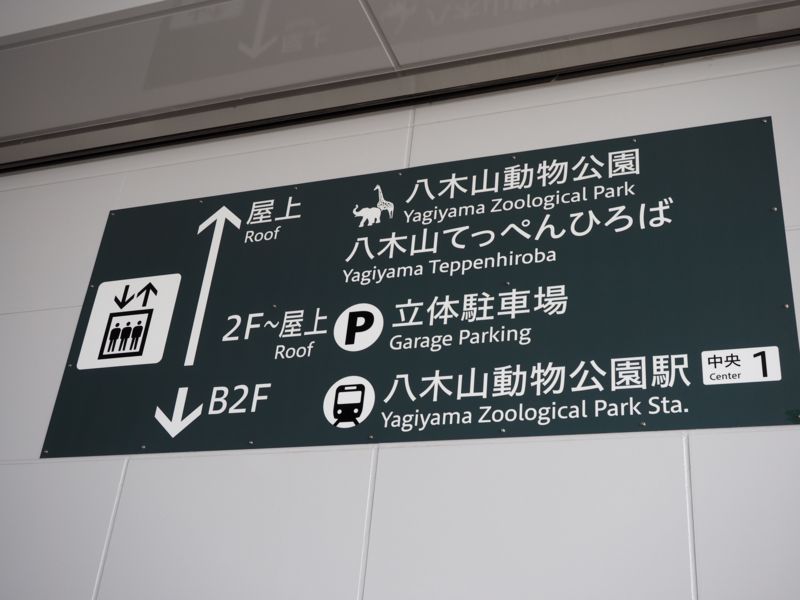 屋上
Roof
八木山動物公園
Yagiyama Zoological Park
八木山てっぺんひろば
Yagiyama Teppenhiroba
2F~屋上
Roof
P
立体駐車場
Garage Parking
B2F
八木山動物公園駅
Yagiyama Zoological Park Sta.
中央
Center
1